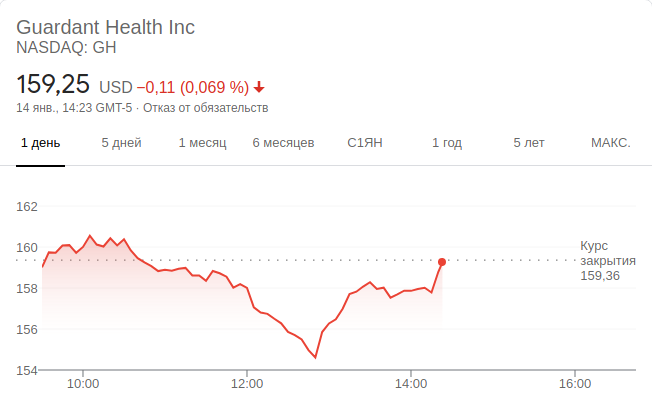 Guardant Health Inc
NASDAQ: GH
159,25 USD −0,11 (0,069 %)
14 янв., 14:23 GMT-5 · Отказ от обязательств
1 день 5 дней 1 месяц 6 месяцев С1ЯН 1 год 5 лет МАКС.
162
160
158
156
154
Курс
закрытия
159,36
10:00 12:00 14:00 16:00